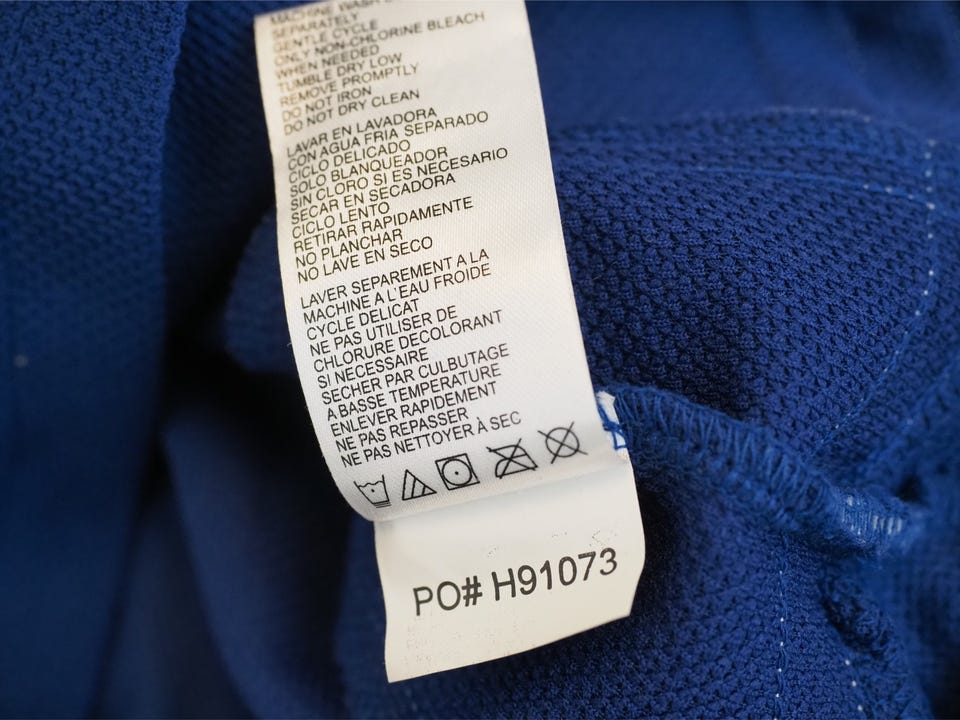 MACHINE WASH
SEPARATELY
GENTLE CYCLE
ONLY NON-CHLORINE BLEACH
WHEN NEEDED
TUMBLE DRY LOW
REMOVE PROMPTLY
DO NOT IRON
DO NOT DRY CLEAN
LAVAR EN LAVADORA
CON AGUA FRIA SEPARADO
CICLO DELICADO
SOLO BLANQUEADOR
SIN CLORO SI ES NECESARIO
SECAR EN SECADORA
CICLO LENTO
RETIRAR RAPIDAMENTE
NO PLANCHAR
NO LAVE EN SECO
LAVER SEPAREMENT A LA
MACHINE A L'EAU FROIDE
CYCLE DELICAT
NE PAS UTILISER DE
CHLORURE DECOLORANT
SI NECESSAIRE
SECHER PAR CULBUTAGE
A BASSE TEMPERATURE
ENLEVER RAPIDEMENT
NE PAS REPASSER
NE PAS NETTOYER À SEC
PO# H91073